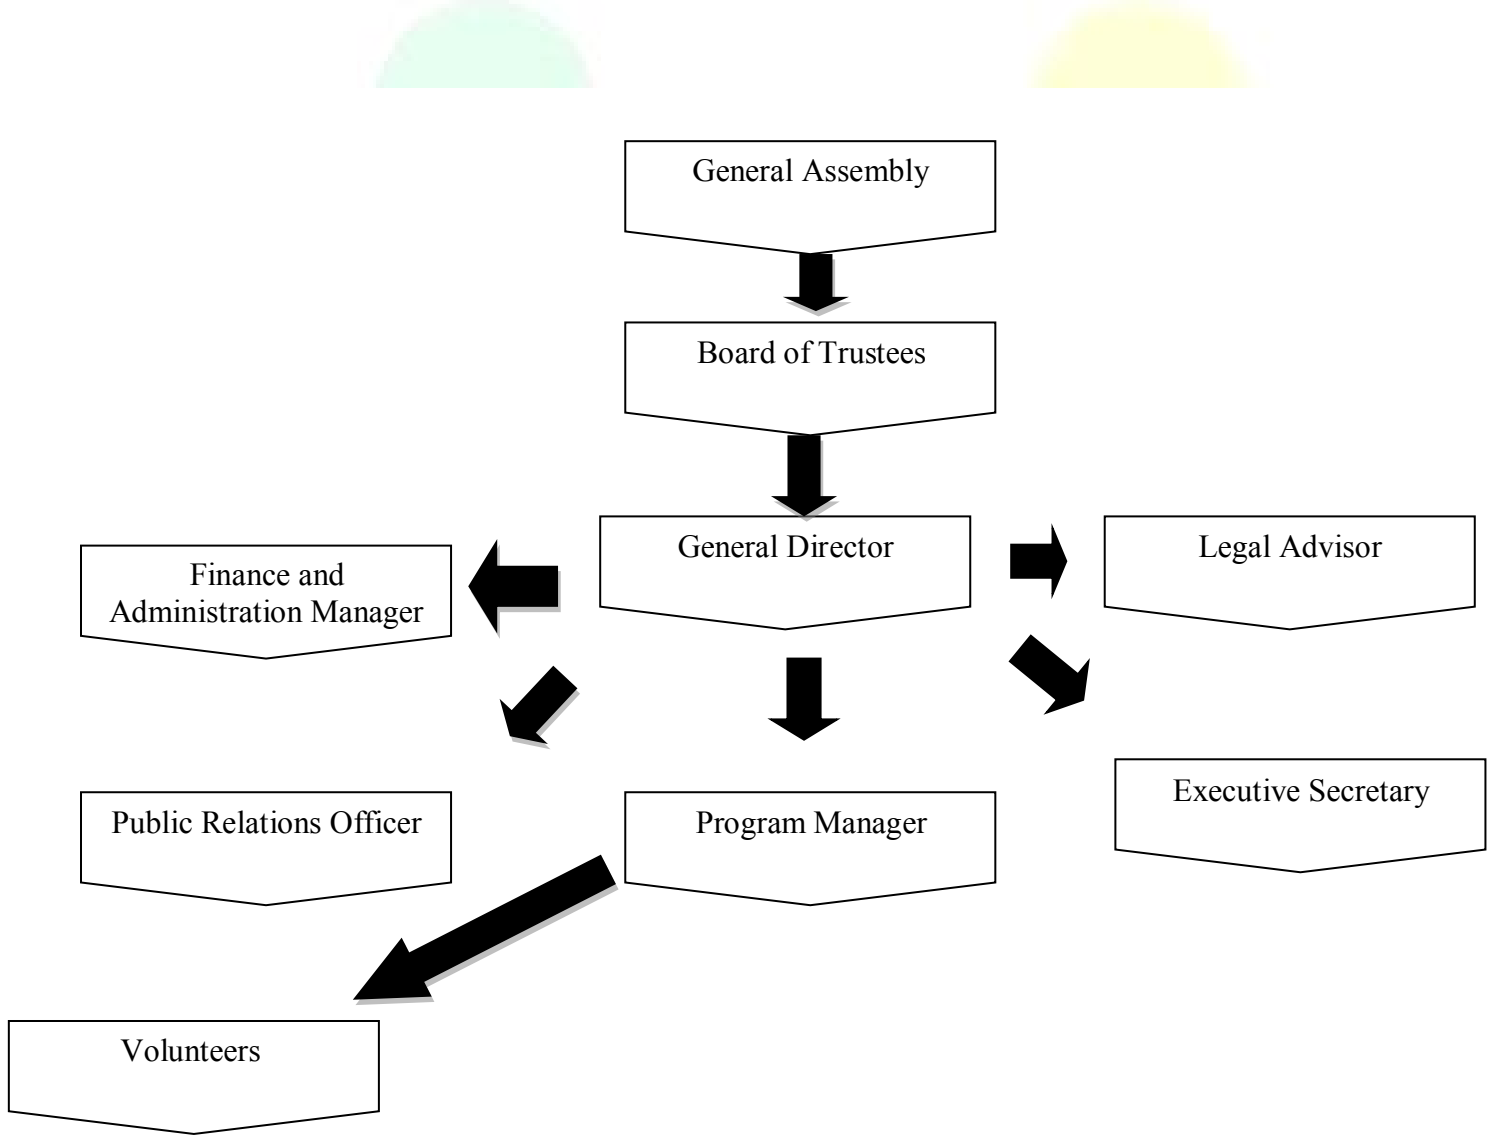 General Assembly
Board of Trustees
General Director
Legal Advisor
Finance and
Administration Manager
Executive Secretary
Public Relations Officer
Program Manager
Volunteers